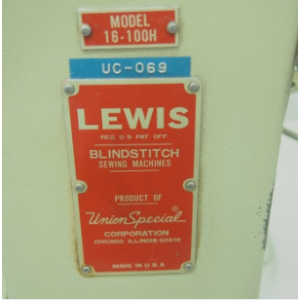 MODEL
16-100H
UC-069
LEWIS
REG. U.S. PAT. OFF.
BLINDSTITCH
SEWING MACHINES
PRODUCT OF
Union Special®
CORPORATION
CHICAGO, ILLINOIS 60610
MADE IN U.S.A.